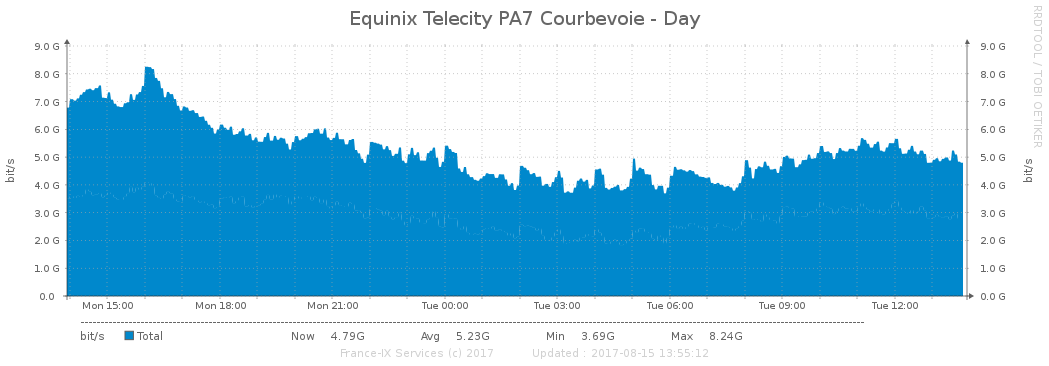 Equinix Telecity PA7 Courbevoie - Day
RRDTOOL / TOBI OETIKER
bit/s
9.0 G 9.0 G
8.0 G 8.0 G
7.0 G 7.0 G
6.0 G 6.0 G
5.0 G 5.0 G
4.0 G 4.0 G
3.0 G 3.0 G
2.0 G 2.0 G
1.0 G 1.0 G
0.0 0.0 G
bit/s
Mon 15:00 Mon 18:00 Mon 21:00 Tue 00:00 Tue 03:00 Tue 06:00 Tue 09:00 Tue 12:00
bit/s Total Now 4.79G Avg 5.23G Min 3.69G Max 8.24G
France-IX Services (c) 2017 Updated : 2017-08-15 13:55:12